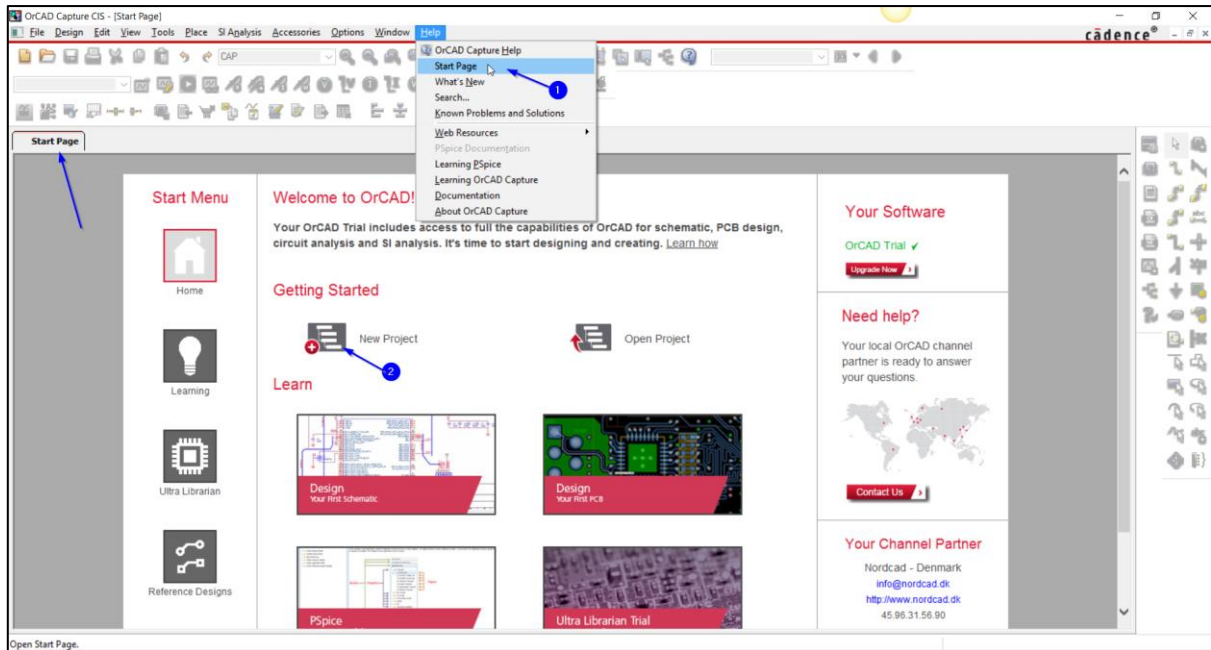 OrCAD Capture CIS - [Start Page]
File Design Edit View Tools Place SI Analysis Accessories Options Window Help
cādence®
CAP
OrCAD Capture Help
Start Page
What's New
Search...
Known Problems and Solutions
Web Resources
PSpice Documentation
Learning PSpice
Learning OrCAD Capture
Documentation
About OrCAD Capture
1
Start Page
Start Menu
Home
Learning
Ultra Librarian
Reference Designs
Welcome to OrCAD!
Your OrCAD Trial includes access to full the capabilities of OrCAD for schematic, PCB design,
circuit analysis and SI analysis. It's time to start designing and creating. Learn how
Getting Started
New Project
Open Project
2
Learn
Design
Your First Schematic
Design
Your First PCB
PSpice
Ultra Librarian Trial
Your Software
OrCAD Trial ✓
Upgrade Now
Need help?
Your local OrCAD channel
partner is ready to answer
your questions.
Contact Us
Your Channel Partner
Nordcad - Denmark
info@nordcad.dk
http://www.nordcad.dk
45.96.31.56.90
abc
Open Start Page.